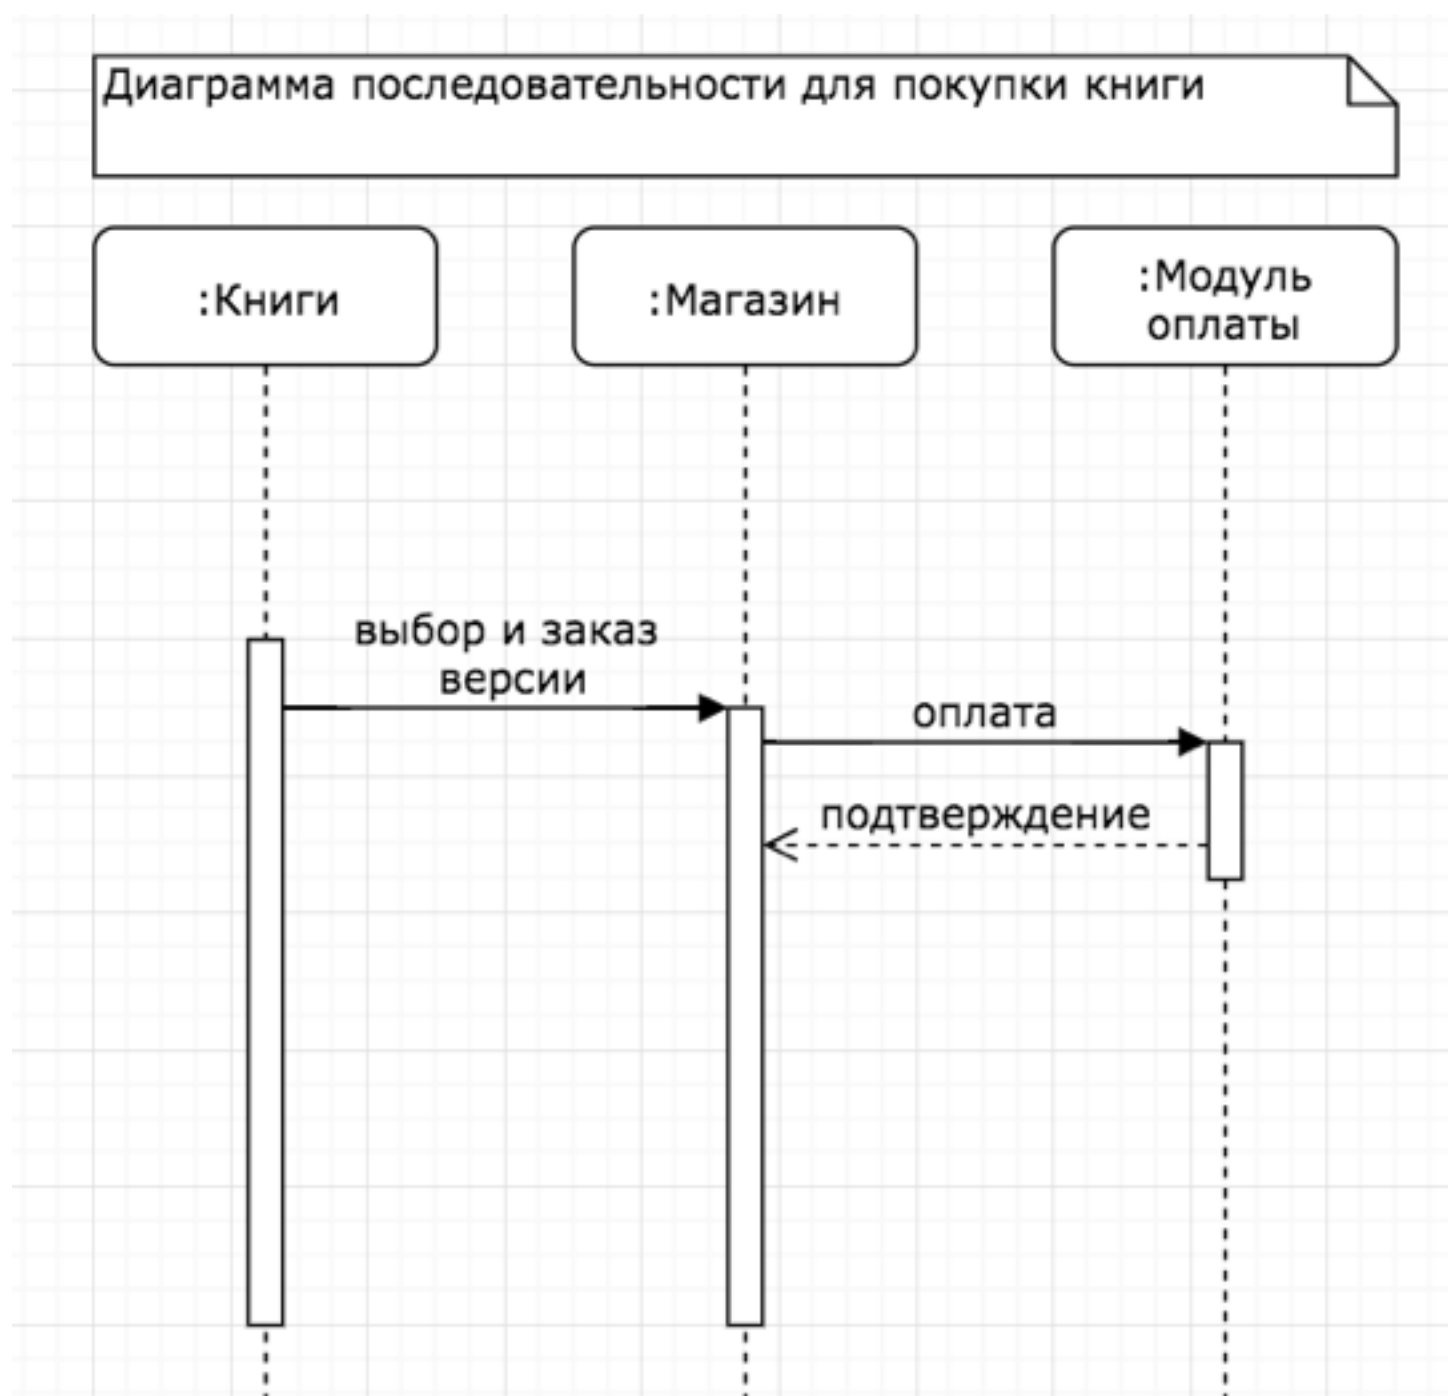 Диаграмма последовательности для покупки книги
:Книги
:Магазин
:Модуль
оплаты
выбор и заказ
версии
оплата
подтверждение